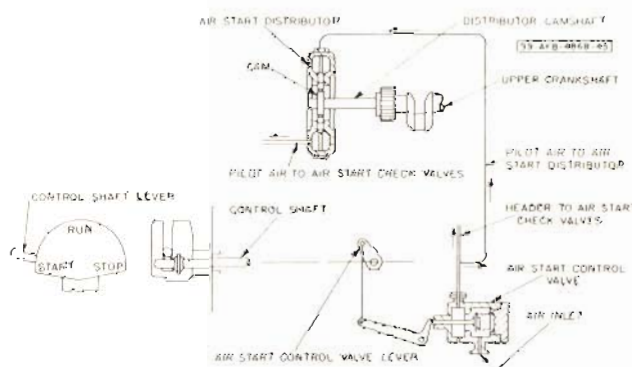 AIR START DISTRIBUTOR
DISTRIBUTOR CAMSHAFT
CAM
UPPER CRANKSHAFT
PILOT AIR TO AIR START CHECK VALVES
PILOT AIR TO AIR
START DISTRIBUTOR
CONTROL SHAFT LEVER
RUN
START STOP
CONTROL SHAFT
HEADER TO AIR START
CHECK VALVES
AIR START CONTROL
VALVE
AIR INLET
AIR START CONTROL VALVE LEVER